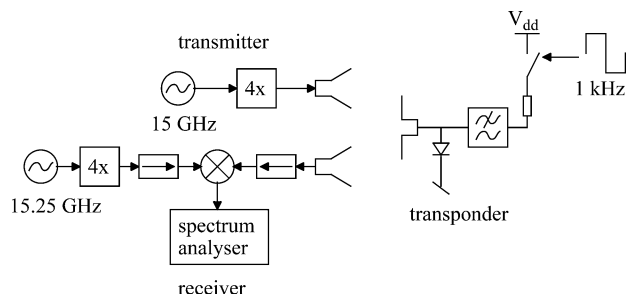 transmitter
V_dd
4x
15 GHz
1 kHz
4x
15.25 GHz
transponder
spectrum
analyser
receiver